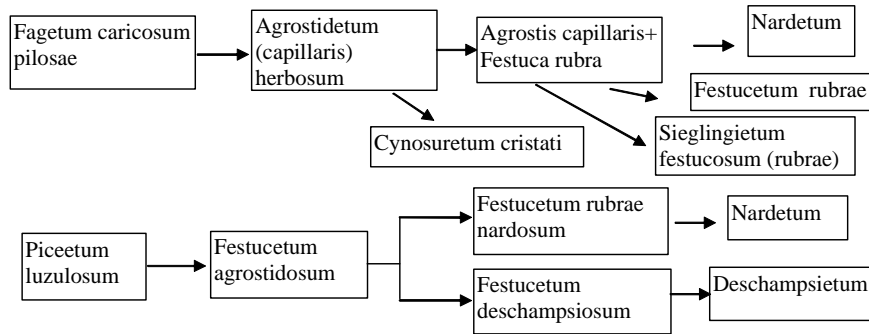 Fagetum caricosum
pilosae
Agrostidetum
(capillaris)
herbosum
Agrostis capillaris+
Festuca rubra
Nardetum
Festucetum rubrae
Cynosuretum cristati
Sieglingietum
festucosum (rubrae)
Piceetum
luzulosum
Festucetum
agrostidosum
Festucetum rubrae
nardosum
Nardetum
Festucetum
deschampsiosum
Deschampsietum